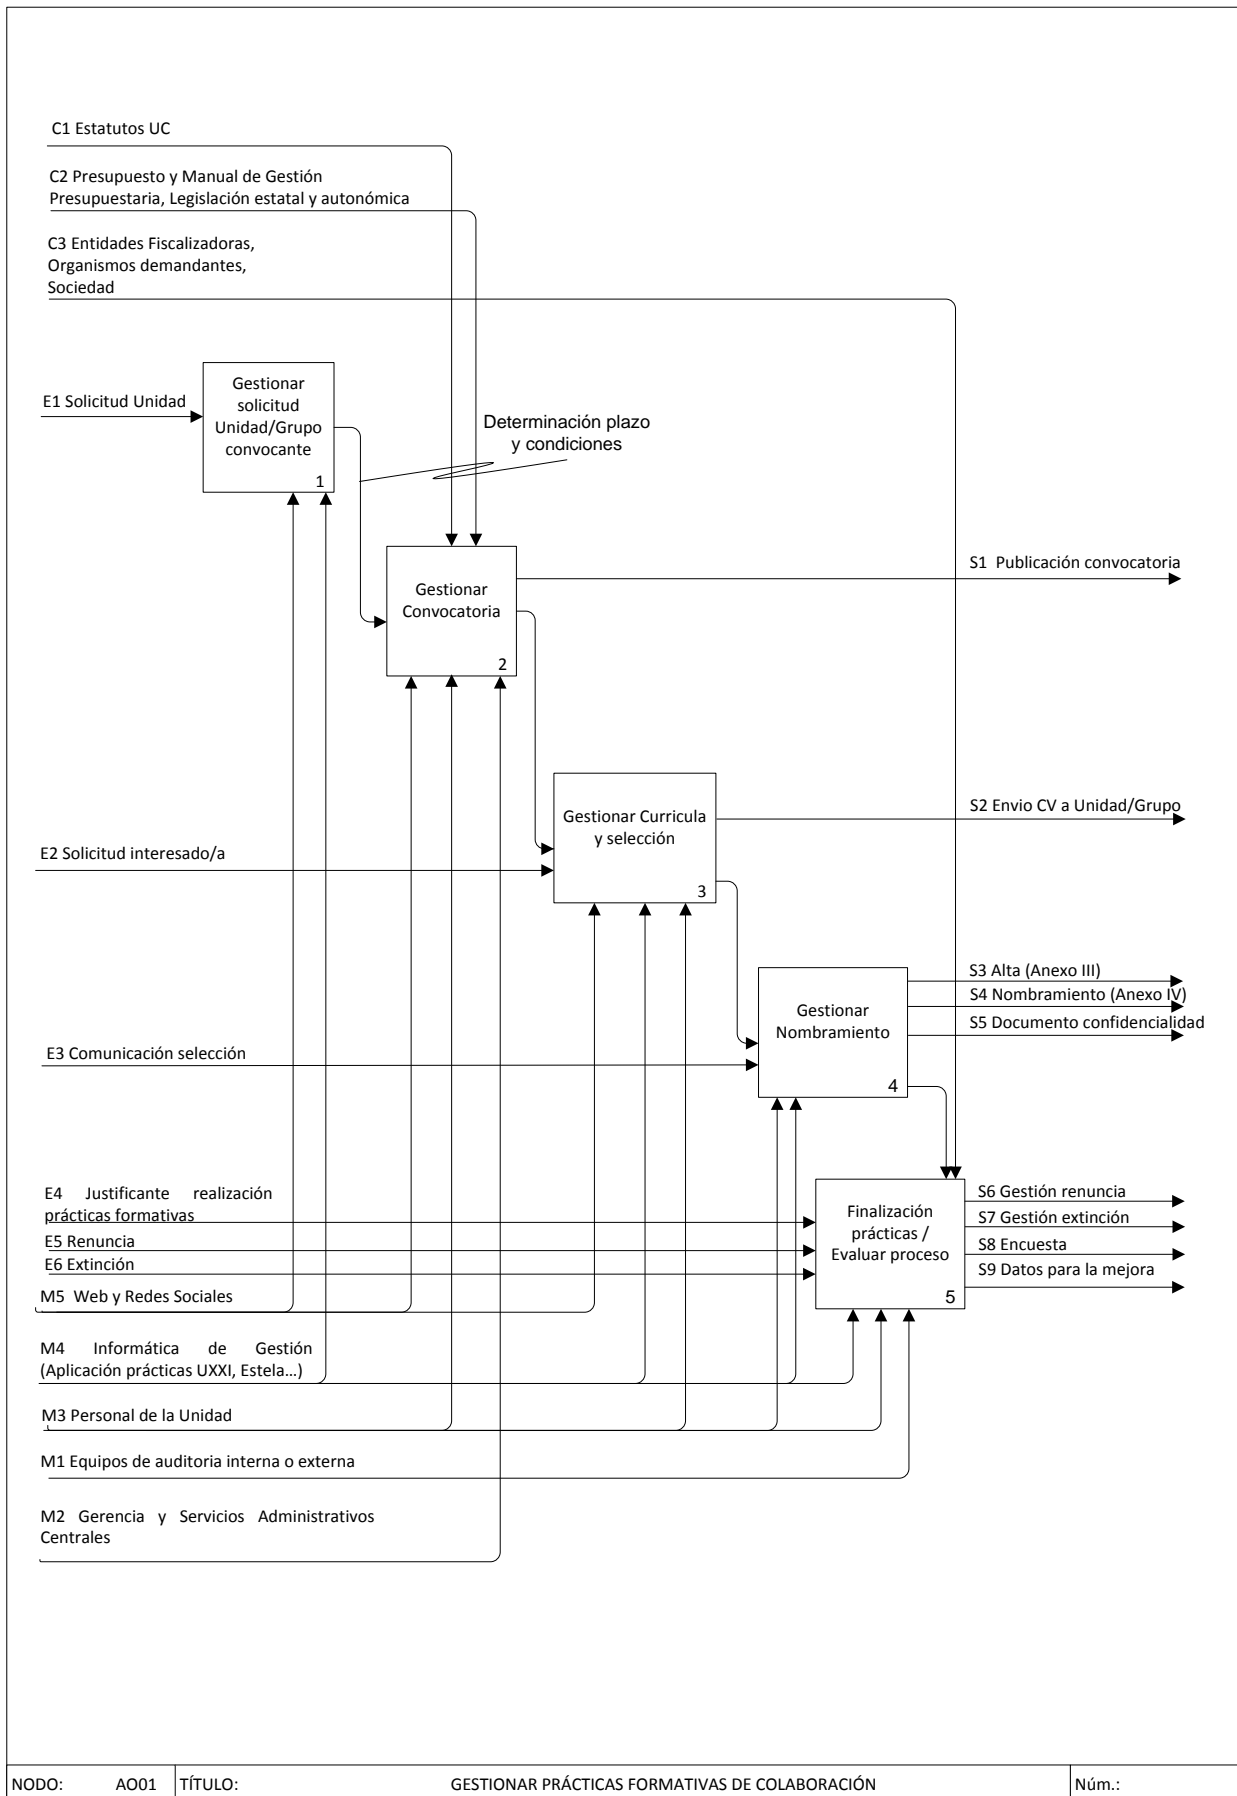 C1 Estatutos UC
C2 Presupuesto y Manual de Gestión
Presupuestaria, Legislación estatal y autonómica
C3 Entidades Fiscalizadoras,
Organismos demandantes,
Sociedad
E1 Solicitud Unidad
Gestionar
solicitud
Unidad/Grupo
convocante
1
Determinación plazo
y condiciones
Gestionar
Convocatoria
2
S1 Publicación convocatoria
Gestionar Curricula
y selección
3
S2 Envio CV a Unidad/Grupo
E2 Solicitud interesado/a
Gestionar
Nombramiento
4
S3 Alta (Anexo III)
S4 Nombramiento (Anexo IV)
S5 Documento confidencialidad
E3 Comunicación selección
E4 Justificante realización
prácticas formativas
E5 Renuncia
E6 Extinción
Finalización
prácticas /
Evaluar proceso
5
S6 Gestión renuncia
S7 Gestión extinción
S8 Encuesta
S9 Datos para la mejora
M5 Web y Redes Sociales
M4 Informática de Gestión
(Aplicación prácticas UXXI, Estela…)
M3 Personal de la Unidad
M1 Equipos de auditoria interna o externa
M2 Gerencia y Servicios Administrativos
Centrales
NODO: AO01 TÍTULO: GESTIONAR PRÁCTICAS FORMATIVAS DE COLABORACIÓN Núm.: